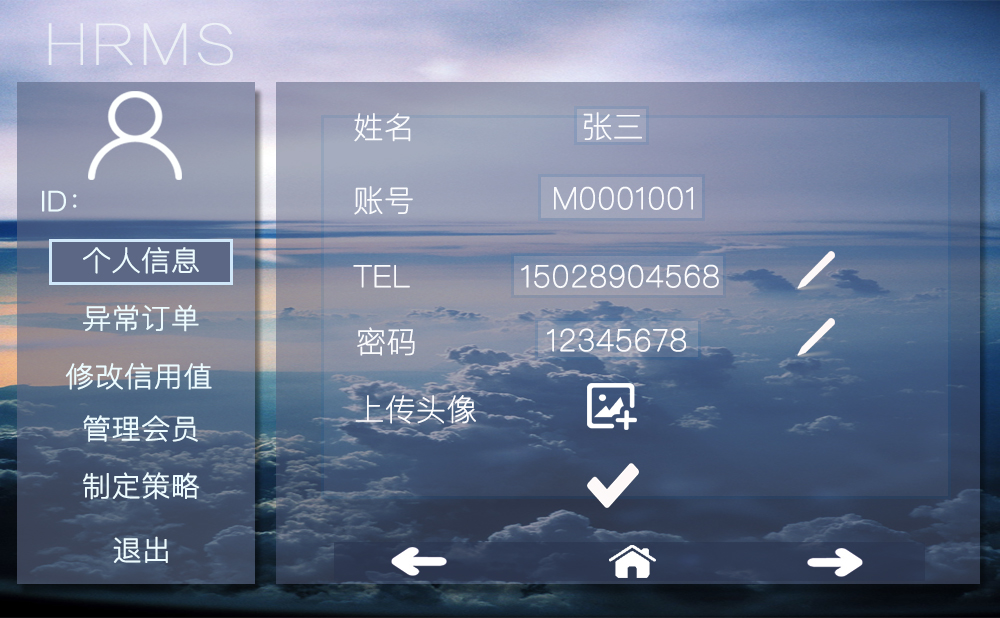 HRMS
ID：
个人信息
异常订单
修改信用值
管理会员
制定策略
退出
姓名 张三
账号 M0001001
TEL 15028904568
密码 12345678
上传头像